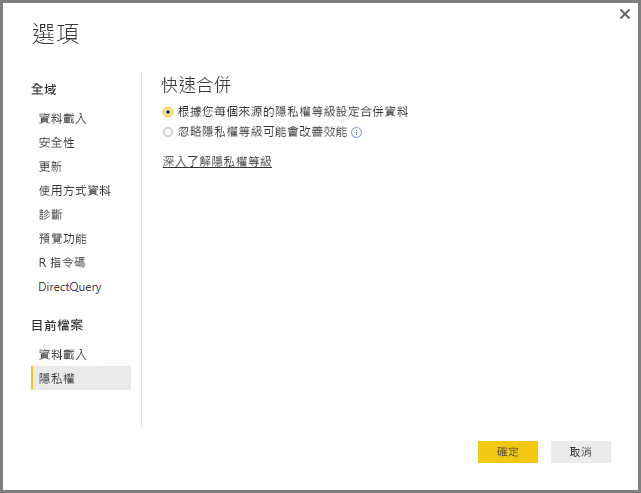 選項
全域
資料載入
安全性
更新
使用方式資料
診斷
預覽功能
R 指令碼
DirectQuery
目前檔案
資料載入
隱私權
快速合併
根據您每個來源的隱私權等級設定合併資料
忽略隱私權等級可能會改善效能
深入了解隱私權等級
確定
取消